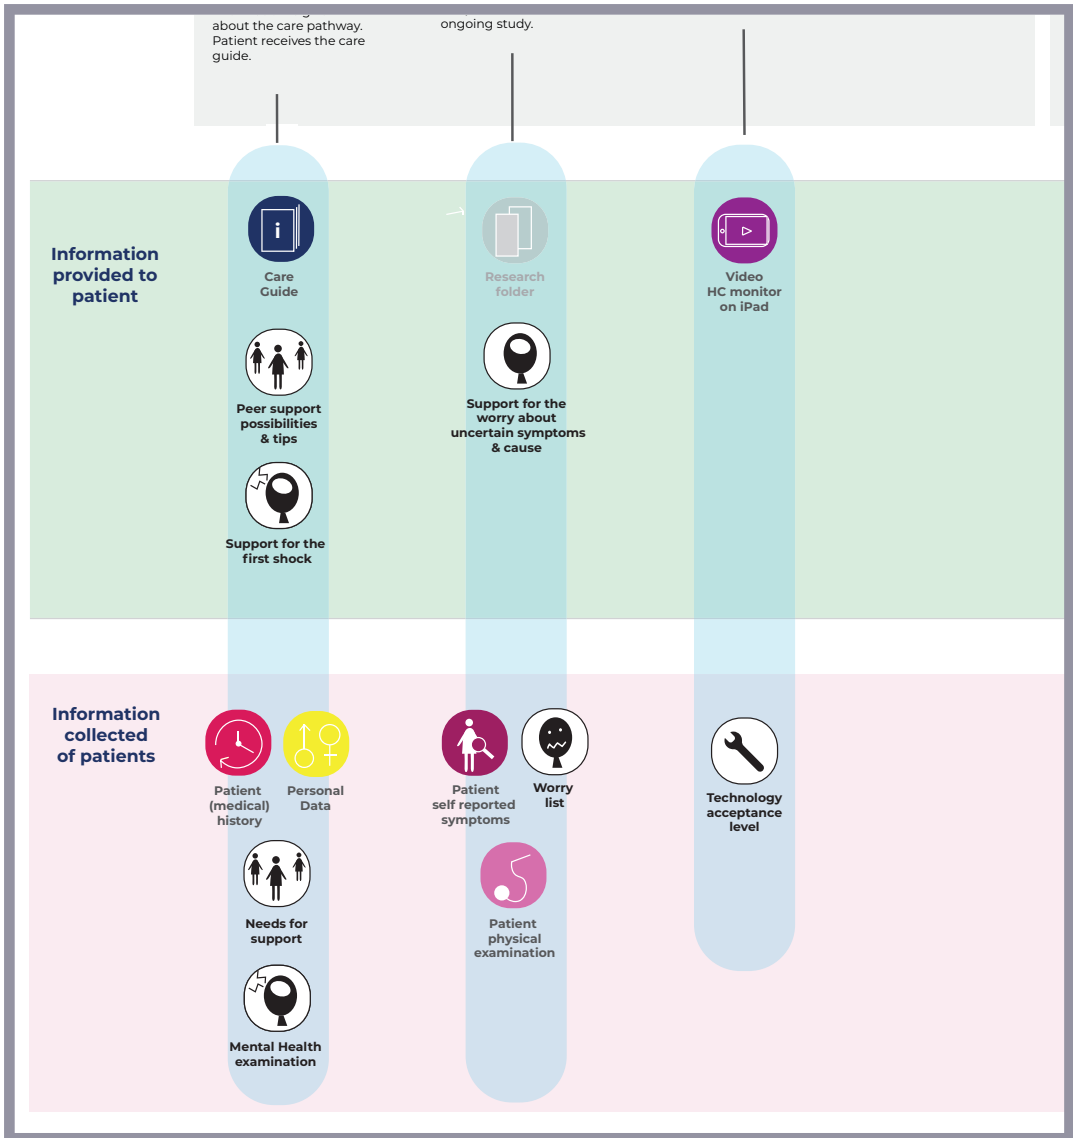 about the care pathway.
Patient receives the care
guide.
ongoing study.
Information
provided to
patient
i
Care
Guide
Research
folder
Video
HC monitor
on iPad
Peer support
possibilities
& tips
Support for the
worry about
uncertain symptoms
& cause
Support for the
first shock
Information
collected
of patients
Patient
(medical)
history
Personal
Data
Patient
self reported
symptoms
Worry
list
Technology
acceptance
level
Needs for
support
Patient
physical
examination
Mental Health
examination